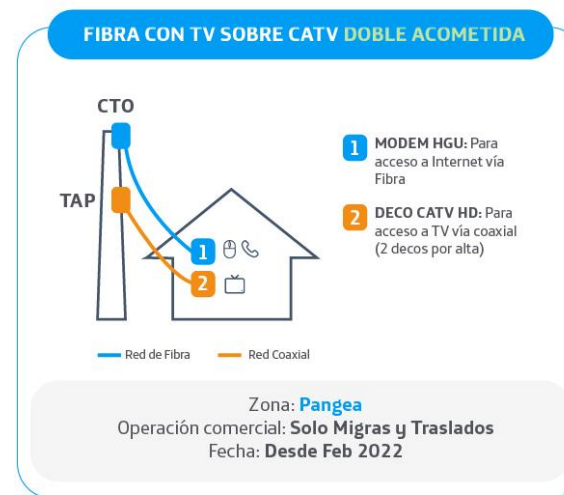 FIBRA CON TV SOBRE CATV DOBLE ACOMETIDA
CTO
TAP
1
2
1
MODEM HGU: Para
acceso a Internet vía
Fibra
2
DECO CATV HD: Para
acceso a TV vía coaxial
(2 decos por alta)
Red de Fibra
Red Coaxial
Zona: Pangea
Operación comercial: Solo Migras y Traslados
Fecha: Desde Feb 2022